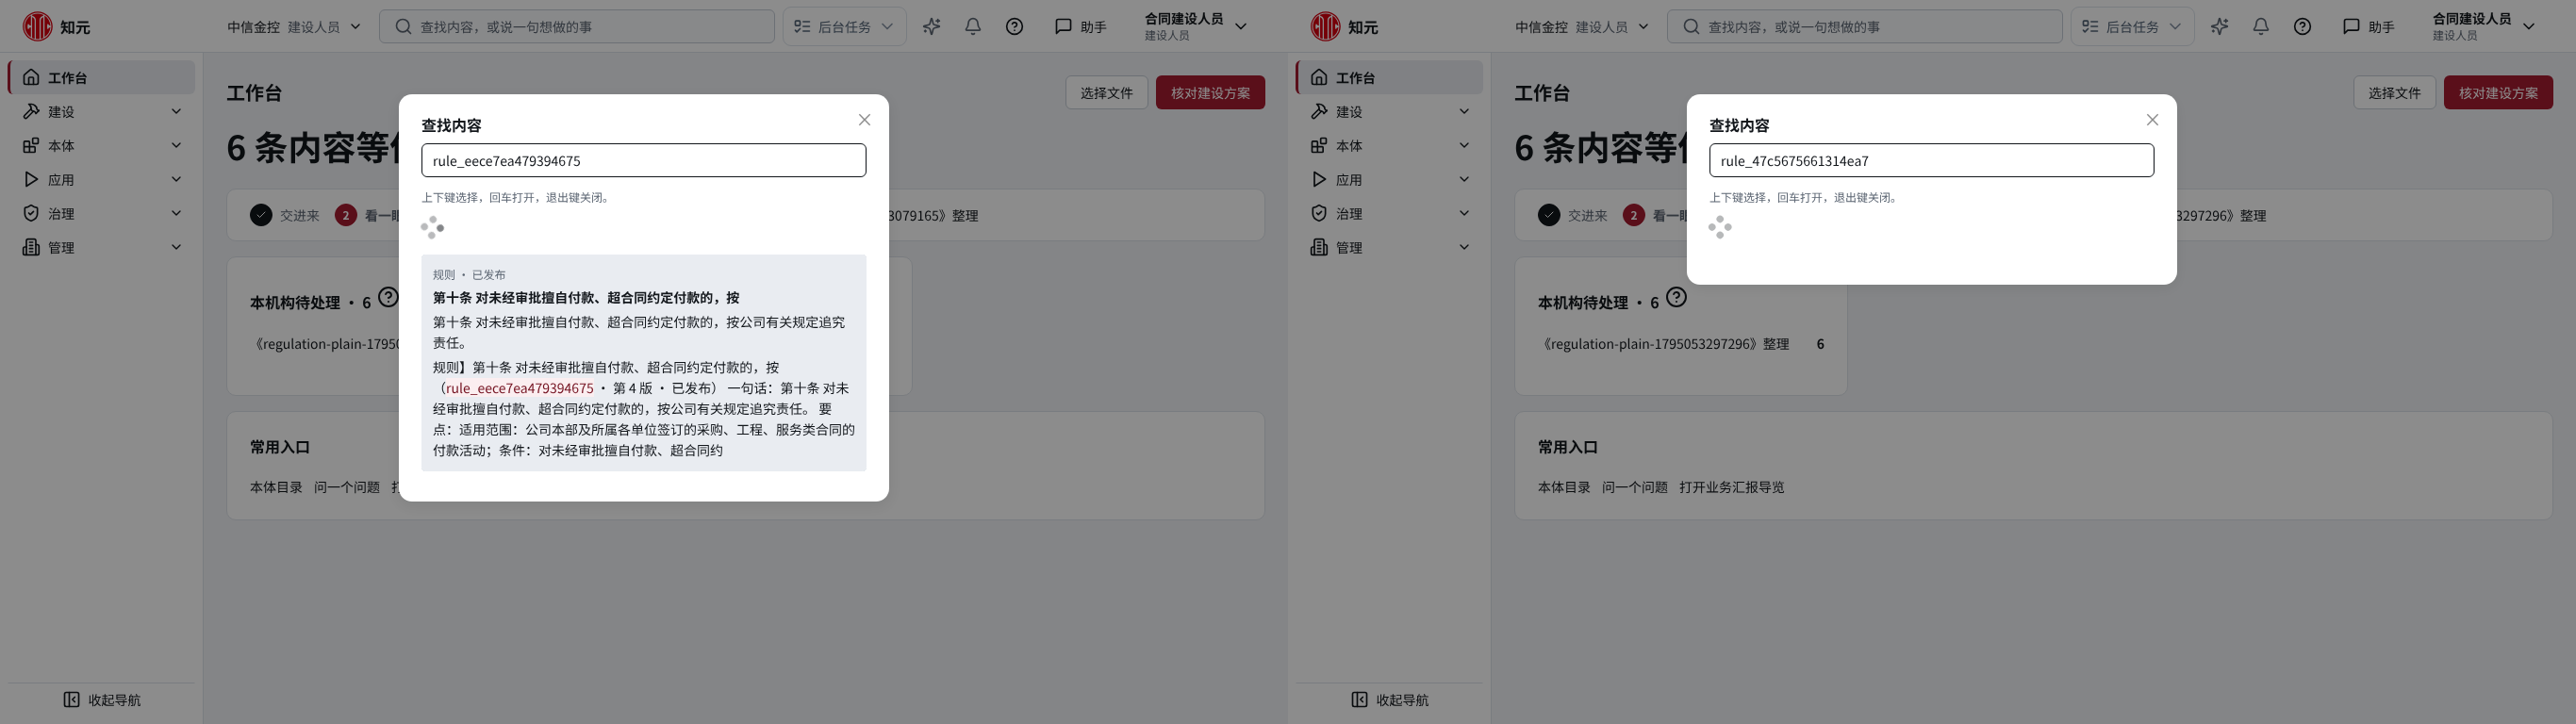 知元
中信金控 建设人员
查找内容，或说一句想做的事
后台任务
助手
合同建设人员
建设人员
工作台
建设
本体
应用
治理
管理
收起导航
工作台
选择文件
核对建设方案
6 条内容等
交进来
2
看一眼
3079165》整理
本机构待处理 · 6
《regulation-plain-1795
常用入口
本体目录 问一个问题
查找内容
rule_eece7ea479394675
上下键选择，回车打开，退出键关闭。
规则 · 已发布
第十条 对未经审批擅自付款、超合同约定付款的，按
第十条 对未经审批擅自付款、超合同约定付款的，按公司有关规定追究
责任。
规则】第十条 对未经审批擅自付款、超合同约定付款的，按
（rule_eece7ea479394675 · 第 4 版 · 已发布） 一句话：第十条 对未
经审批擅自付款、超合同约定付款的，按公司有关规定追究责任。 要
点：适用范围：公司本部及所属各单位签订的采购、工程、服务类合同的
付款活动；条件：对未经审批擅自付款、超合同约
知元
中信金控 建设人员
查找内容，或说一句想做的事
后台任务
助手
合同建设人员
建设人员
工作台
建设
本体
应用
治理
管理
收起导航
工作台
选择文件
核对建设方案
6 条内容等
交进来
2
看一眼
3297296》整理
本机构待处理 · 6
《regulation-plain-1795053297296》整理 6
常用入口
本体目录 问一个问题 打开业务汇报导览
查找内容
rule_47c5675661314ea7
上下键选择，回车打开，退出键关闭。